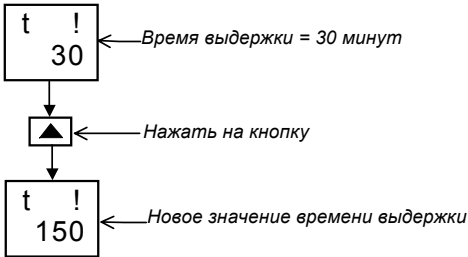 t !
30
Время выдержки = 30 минут
Нажать на кнопку
t !
150
Новое значение времени выдержки